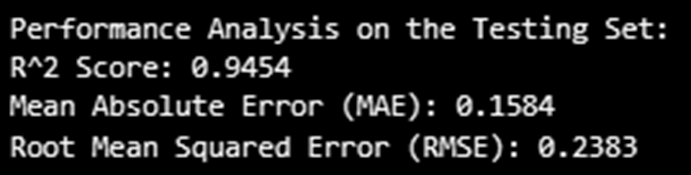 Performance Analysis on the Testing Set:
R^2 Score: 0.9454
Mean Absolute Error (MAE): 0.1584
Root Mean Squared Error (RMSE): 0.2383